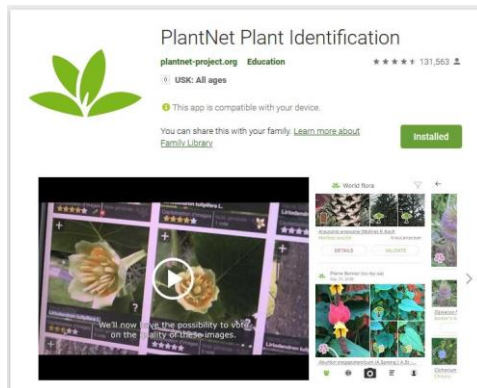 PlantNet Plant Identification
plantnet-project.org Education
131,563
USK: All ages
This app is compatible with your device.
You can share this with your family. Learn more about
Family Library
Installed
World flora
DETAILS
VALIDATE
We'll now have the possibility to vote
on the quality of these images.